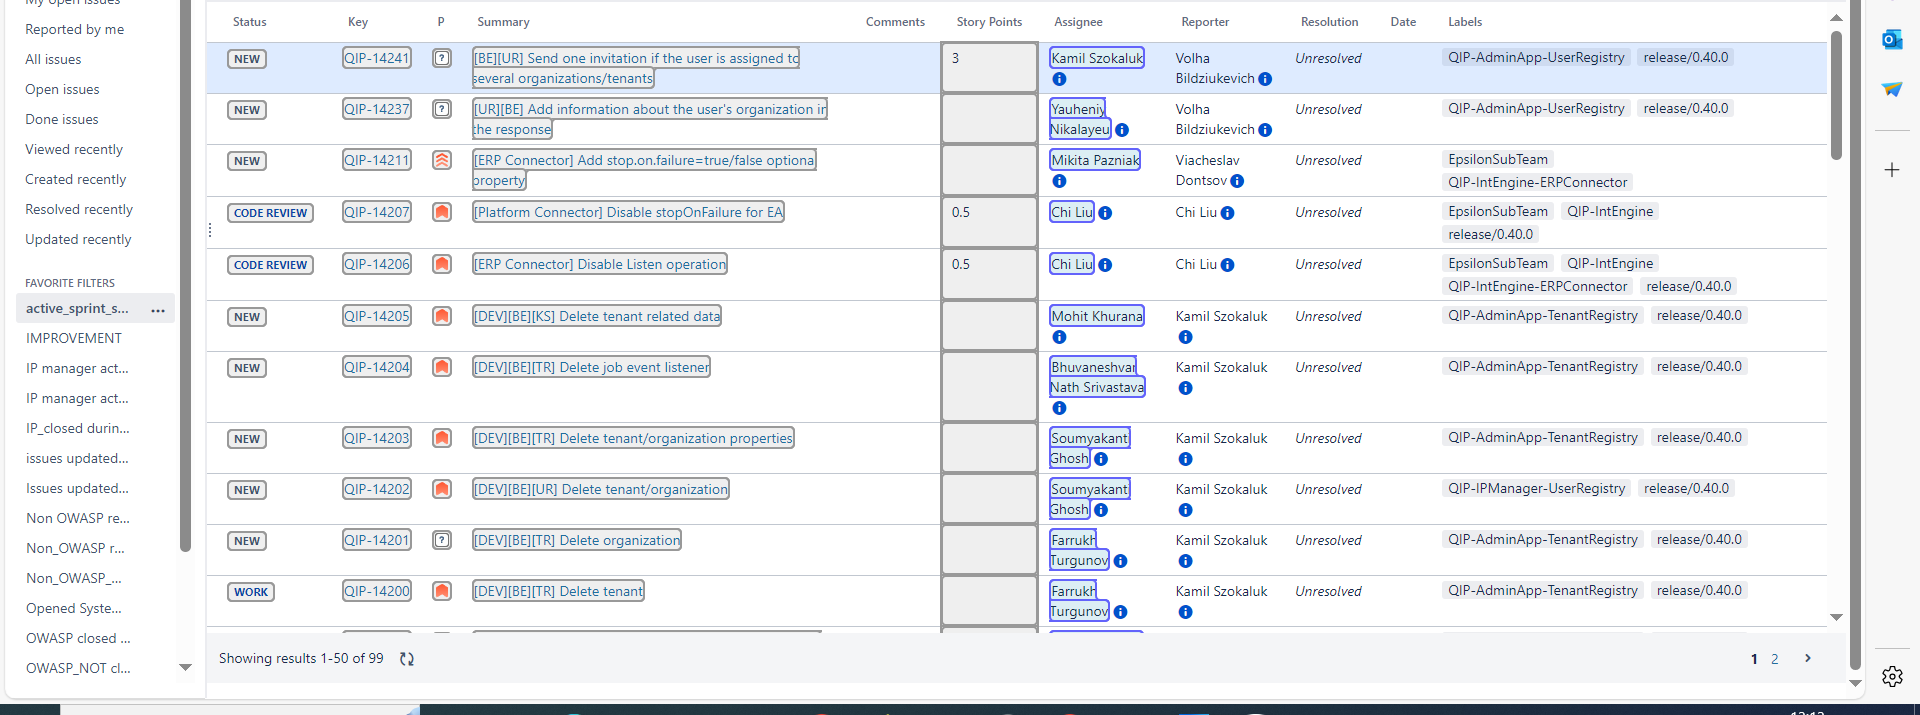 My open issues
Reported by me
All issues
Open issues
Done issues
Viewed recently
Created recently
Resolved recently
Updated recently
FAVORITE FILTERS
active_sprint_s... ...
IMPROVEMENT
IP manager act...
IP manager act...
IP_closed durin...
issues updated...
Issues updated...
Non OWASP re...
Non_OWASP r...
Non_OWASP_...
Opened Syste...
OWASP closed ...
OWASP_NOT cl...
Status Key P Summary Comments Story Points Assignee Reporter Resolution Date Labels
NEW QIP-14241 ? [BE][UR] Send one invitation if the user is assigned to 3 Kamil Szokaluk Volha Unresolved QIP-AdminApp-UserRegistry release/0.40.0
several organizations/tenants Bildziukevich
NEW QIP-14237 ? [UR][BE] Add information about the user's organization in Yauheniy Volha Unresolved QIP-AdminApp-UserRegistry release/0.40.0
the response Nikalayeu Bildziukevich
NEW QIP-14211 [ERP Connector] Add stop.on.failure=true/false optiona Mikita Pazniak Viacheslav Unresolved EpsilonSubTeam
property Dontsov QIP-IntEngine-ERPConnector
CODE REVIEW QIP-14207 [Platform Connector] Disable stopOnFailure for EA 0.5 Chi Liu Chi Liu Unresolved EpsilonSubTeam QIP-IntEngine
release/0.40.0
CODE REVIEW QIP-14206 [ERP Connector] Disable Listen operation 0.5 Chi Liu Chi Liu Unresolved EpsilonSubTeam QIP-IntEngine
QIP-IntEngine-ERPConnector release/0.40.0
NEW QIP-14205 [DEV][BE][KS] Delete tenant related data Mohit Khurana Kamil Szokaluk Unresolved QIP-AdminApp-TenantRegistry release/0.40.0
NEW QIP-14204 [DEV][BE][TR] Delete job event listener Bhuvaneshvar Kamil Szokaluk Unresolved QIP-AdminApp-TenantRegistry release/0.40.0
Nath Srivastava
NEW QIP-14203 [DEV][BE][TR] Delete tenant/organization properties Soumyakanti Kamil Szokaluk Unresolved QIP-AdminApp-TenantRegistry release/0.40.0
Ghosh
NEW QIP-14202 [DEV][BE][UR] Delete tenant/organization Soumyakanti Kamil Szokaluk Unresolved QIP-IPManager-UserRegistry release/0.40.0
Ghosh
NEW QIP-14201 ? [DEV][BE][TR] Delete organization Farrukh Kamil Szokaluk Unresolved QIP-AdminApp-TenantRegistry release/0.40.0
Turgunov
WORK QIP-14200 [DEV][BE][TR] Delete tenant Farrukh Kamil Szokaluk Unresolved QIP-AdminApp-TenantRegistry release/0.40.0
Turgunov
Showing results 1-50 of 99 1 2